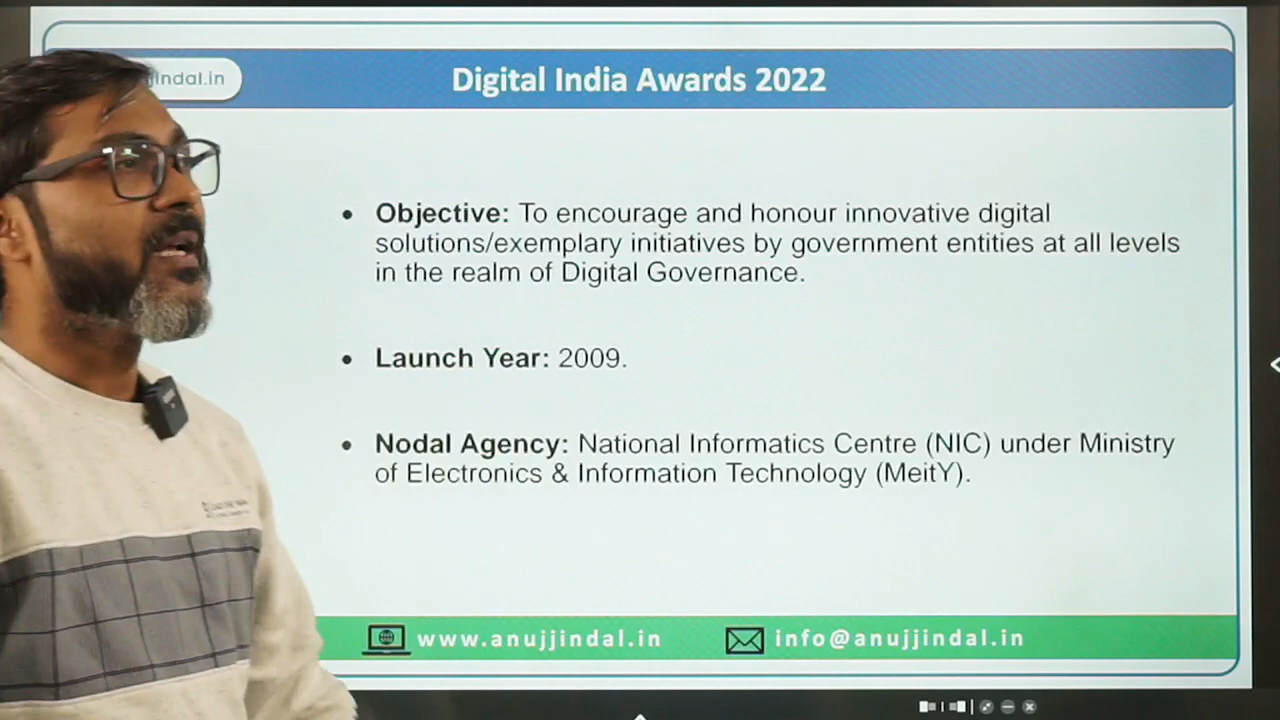 jindal.in
Digital India Awards 2022
• Objective: To encourage and honour innovative digital
solutions/exemplary initiatives by government entities at all levels
in the realm of Digital Governance.
• Launch Year: 2009.
• Nodal Agency: National Informatics Centre (NIC) under Ministry
of Electronics & Information Technology (MeitY).
www.anujjindal.in
info@anujjindal.in